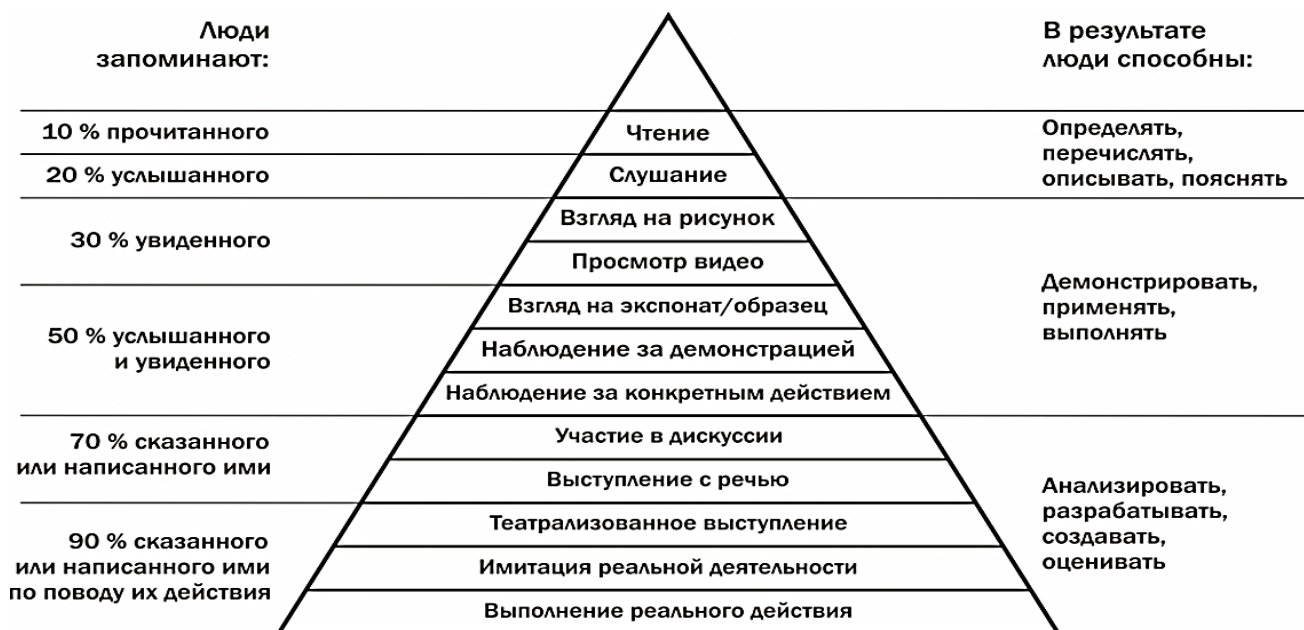 Люди
запоминают:
В результате
люди способны:
10 % прочитанного
Чтение
Определять,
перечислять,
описывать, пояснять
20 % услышанного
Слушание
30 % увиденного
Взгляд на рисунок
Просмотр видео
Демонстрировать,
применять,
выполнять
50 % услышанного
и увиденного
Взгляд на экспонат/образец
Наблюдение за демонстрацией
Наблюдение за конкретным действием
70 % сказанного
или написанного ими
Участие в дискуссии
Выступление с речью
Анализировать,
разрабатывать,
создавать,
оценивать
90 % сказанного
или написанного ими
по поводу их действия
Театрализованное выступление
Имитация реальной деятельности
Выполнение реального действия